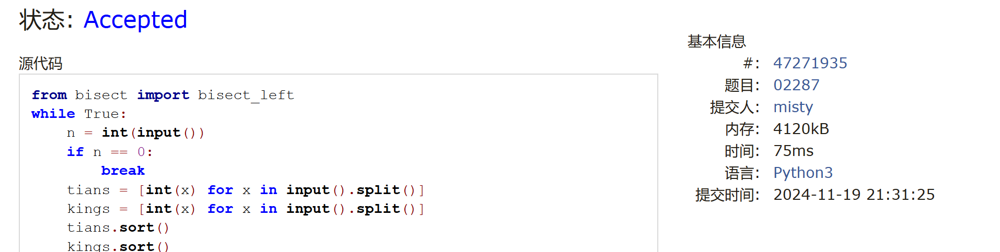 状态: Accepted
源代码
from bisect import bisect_left
while True:
    n = int(input())
    if n == 0:
        break
    tians = [int(x) for x in input().split()]
    kings = [int(x) for x in input().split()]
    tians.sort()
    kings.sort()
基本信息
#: 47271935
题目: 02287
提交人: misty
内存: 4120kB
时间: 75ms
语言: Python3
提交时间: 2024-11-19 21:31:25